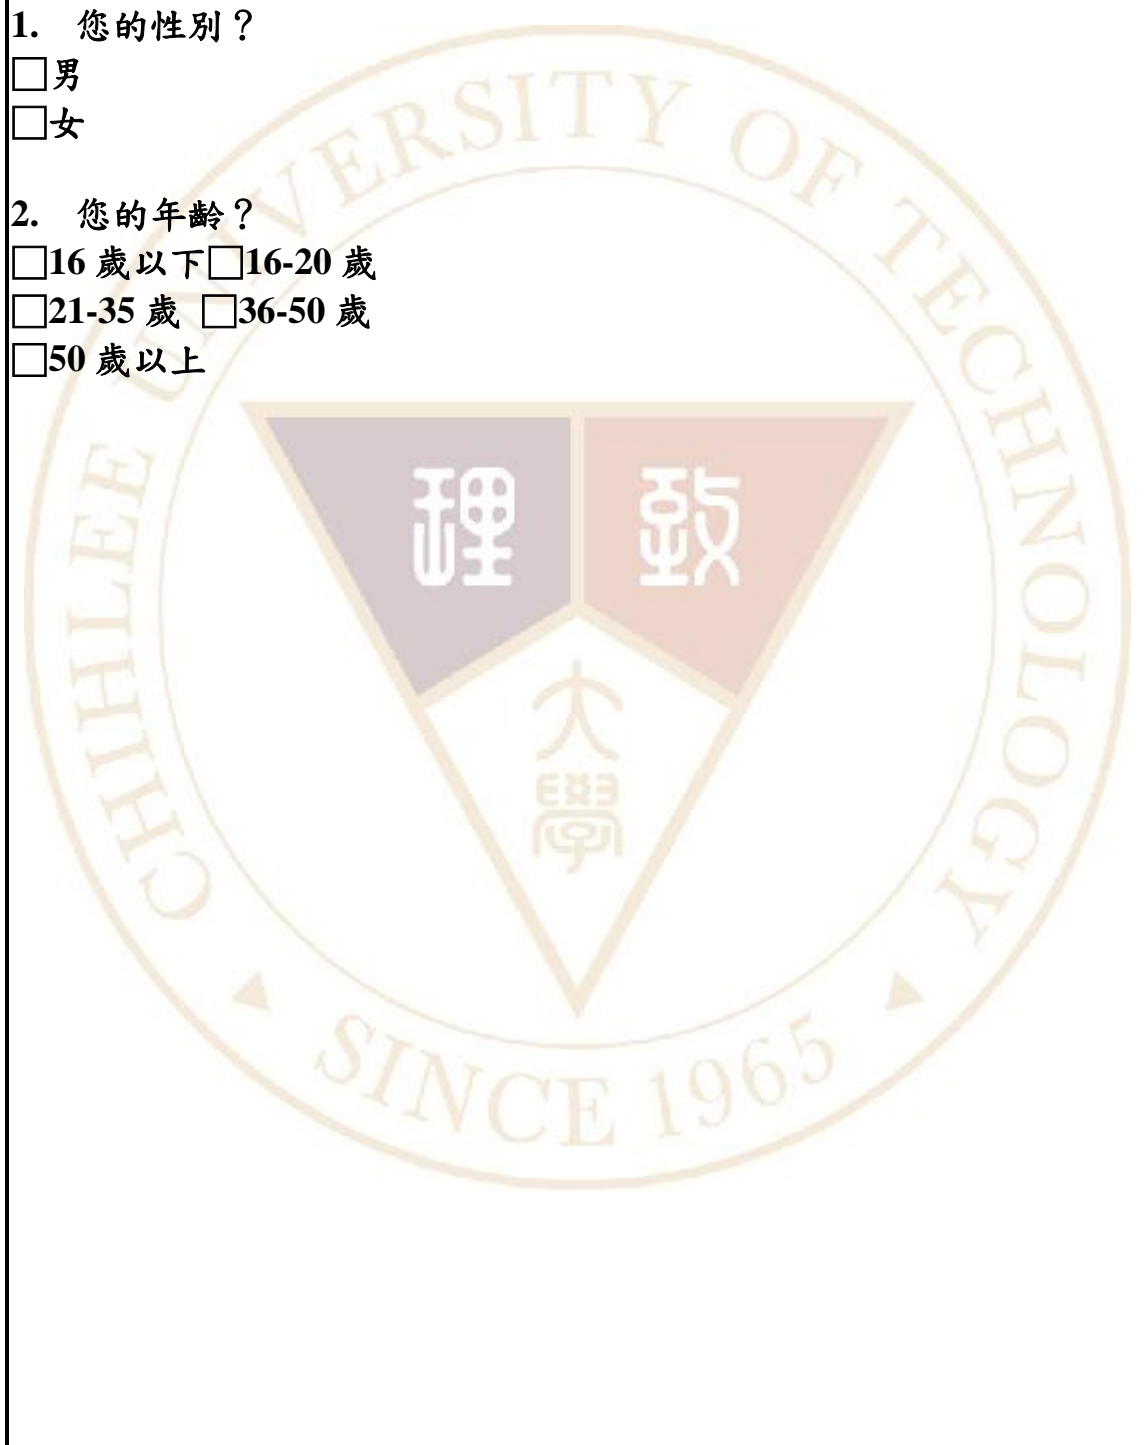 1. 您的性別？
□男
□女
2. 您的年齡？
□16 歲以下□16-20 歲
□21-35 歲 □36-50 歲
□50 歲以上
CHIHLEE UNIVERSITY OF TECHNOLOGY
理 致
大
學
SINCE 1965